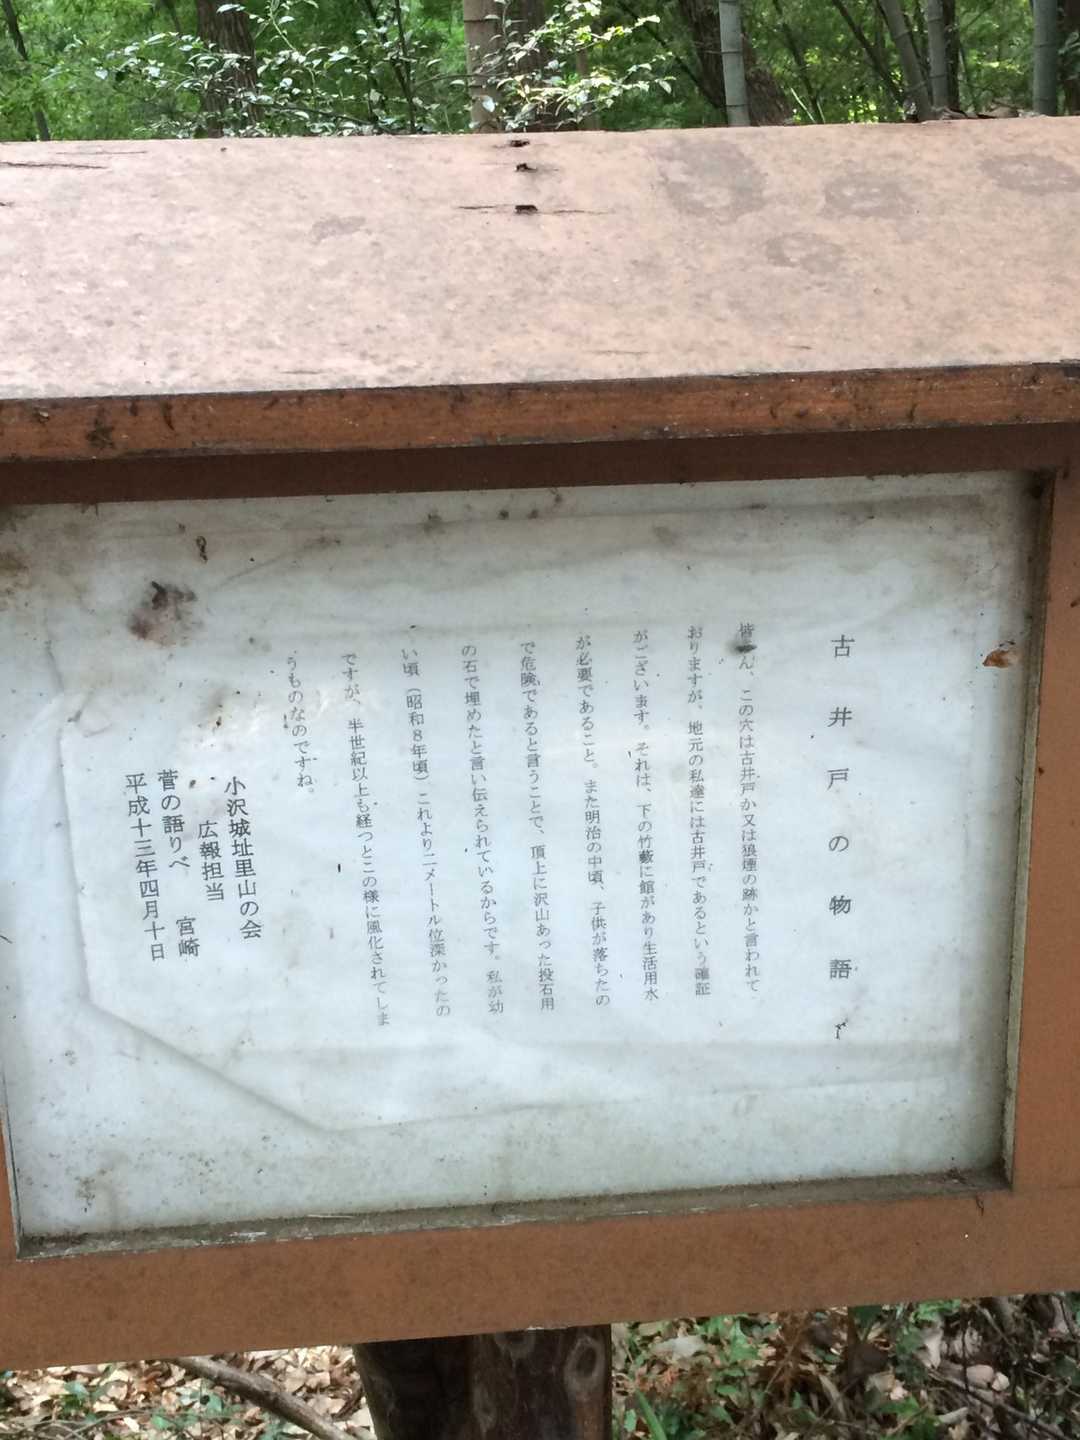 古井戸の物語り
皆さん、この穴は古井戸か又は狼煙の跡かと言われて
おりますが、地元の私達には古井戸であるという確証
がございます。それは、下の竹藪に館があり生活用水
が必要であること。また明治の中頃、子供が落ちたの
で危険であると言うことで、頂上に沢山あった投石用
の石で埋めたと言い伝えられているからです。私が幼
い頃（昭和8年頃）これより二メートル位深かったの
ですが、半世紀以上も経つとこの様に風化されてしま
うものなのですね。
小沢城址里山の会
広報担当
菅の語りべ 宮崎
平成十三年四月十日